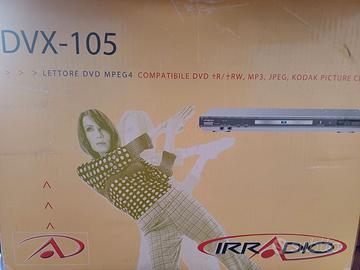 DVX-105
> > > LETTORE DVD MPEG4 COMPATIBILE DVD ±R/±RW, MP3, JPEG, KODAK PICTURE
IRRADIO